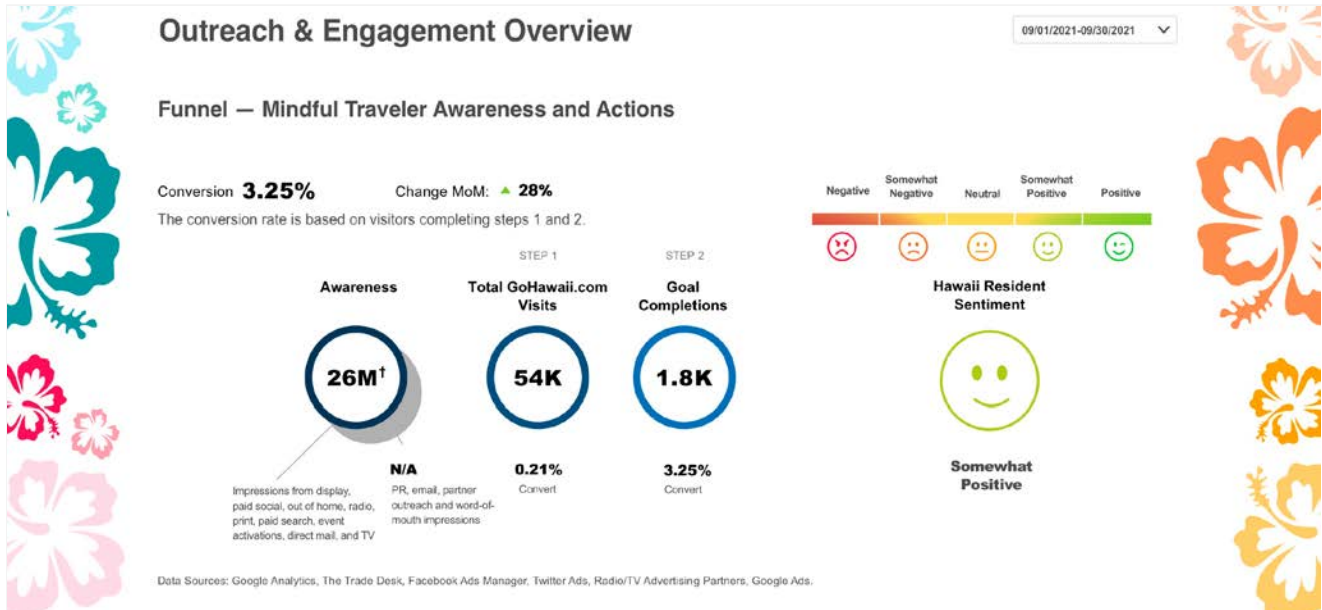 Outreach & Engagement Overview
09/01/2021-09/30/2021
Funnel — Mindful Traveler Awareness and Actions
Conversion 3.25%
Change MoM: ▲ 28%
The conversion rate is based on visitors completing steps 1 and 2.
Negative
Somewhat
Negative
Neutral
Somewhat
Positive
Positive
STEP 1
STEP 2
Awareness
Total GoHawaii.com
Visits
Goal
Completions
Hawaii Resident
Sentiment
26M†
54K
1.8K
N/A
0.21%
Convert
3.25%
Convert
Somewhat
Positive
Impressions from display,
paid social, out of home, radio,
print, paid search, event
activations, direct mail, and TV
PR, email, partner
outreach and word-of-
mouth impressions
Data Sources: Google Analytics, The Trade Desk, Facebook Ads Manager, Twitter Ads, Radio/TV Advertising Partners, Google Ads.